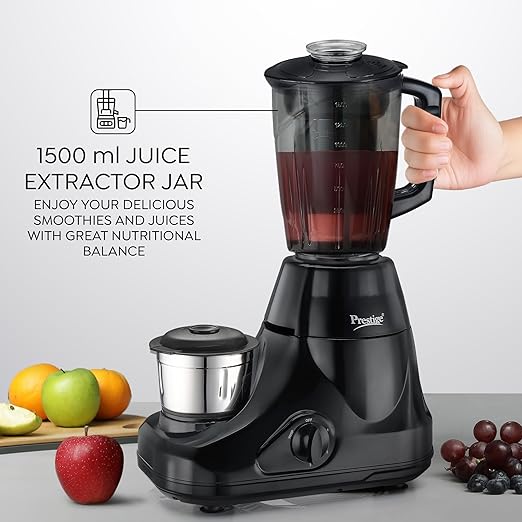 1500 ml JUICE
EXTRACTOR JAR
ENJOY YOUR DELICIOUS
SMOOTHIES AND JUICES
WITH GREAT NUTRITIONAL
BALANCE
Prestige